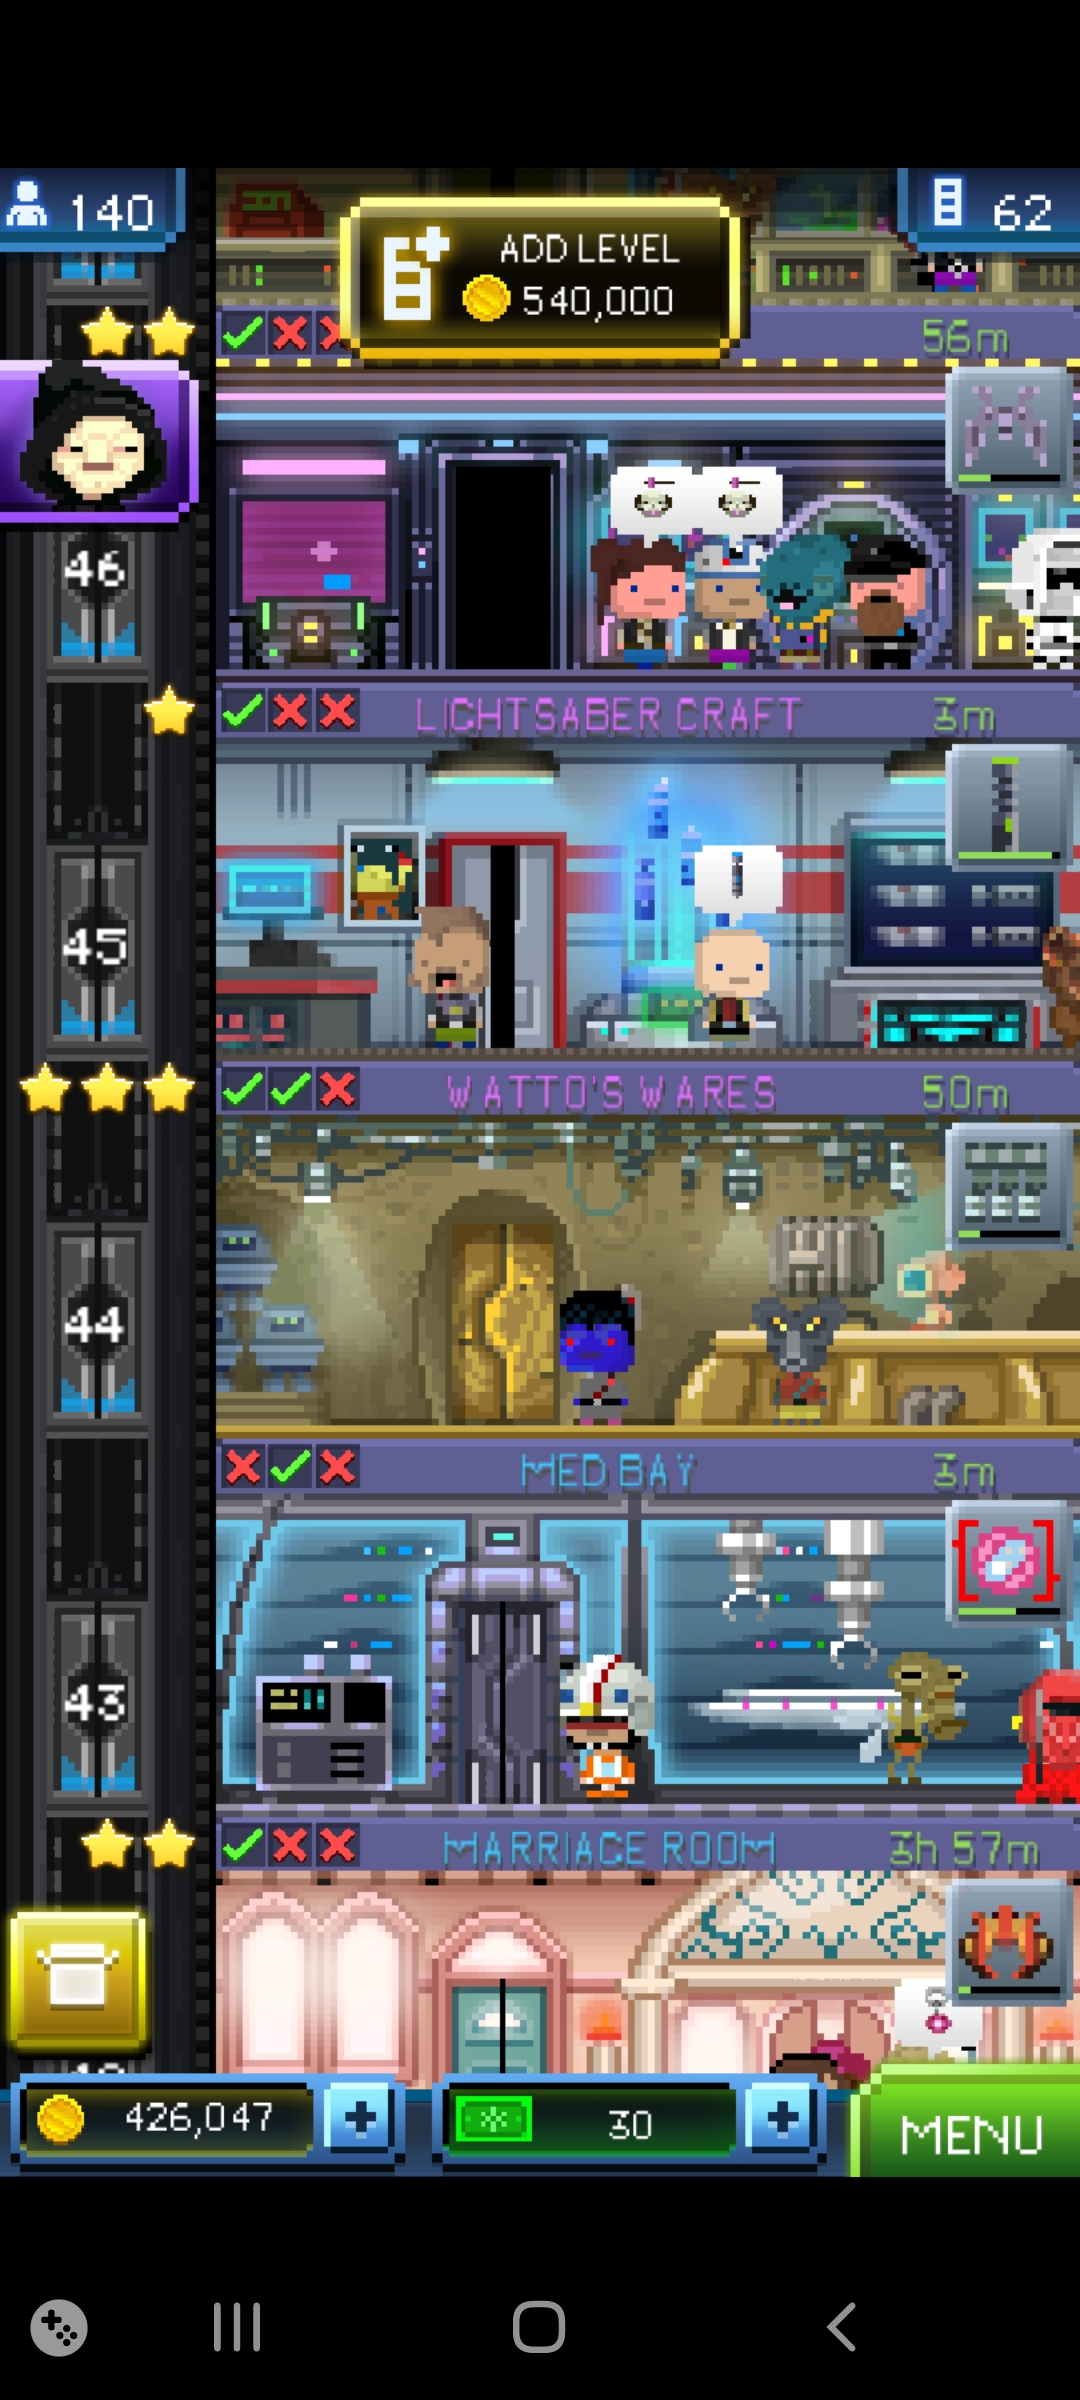 140
62
ADD LEVEL
540,000
56m
46
LIGHTSABER CRAFT 3m
45
WATTO'S WARES 50m
44
MED BAY 3m
43
MARRIAGE ROOM 3h 57m
426,047
30
MENU